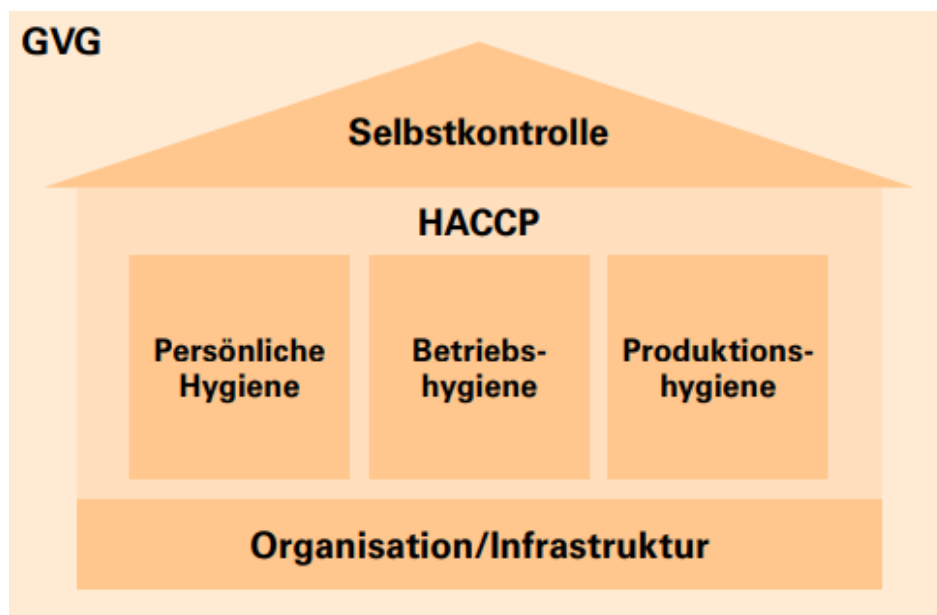 GVG
Selbstkontrolle
HACCP
Persönliche
Hygiene
Betriebs-
hygiene
Produktions-
hygiene
Organisation/Infrastruktur